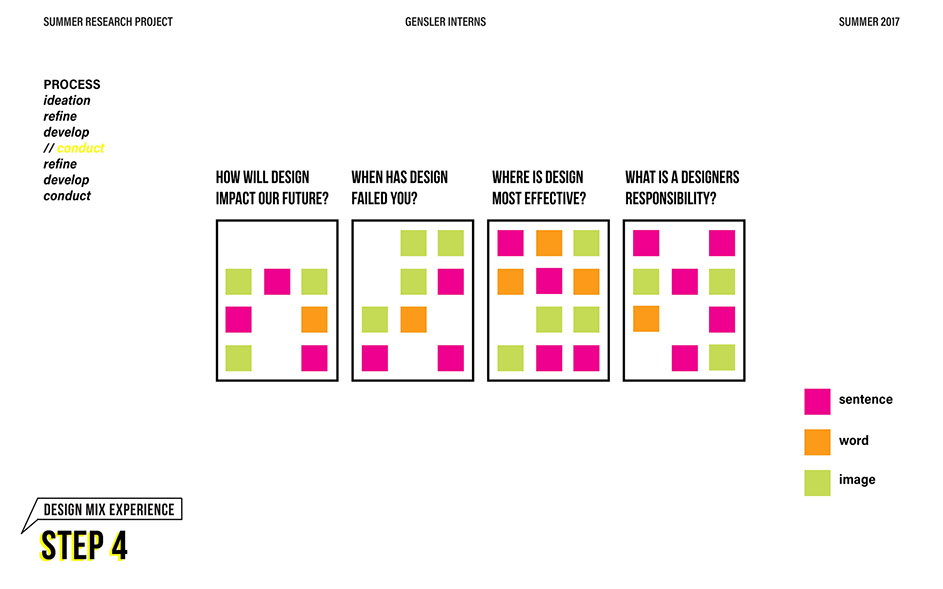 SUMMER RESEARCH PROJECT
GENSLER INTERNS
SUMMER 2017
PROCESS
ideation
refine
develop
// conduct
refine
develop
conduct
HOW WILL DESIGN
IMPACT OUR FUTURE?
WHEN HAS DESIGN
FAILED YOU?
WHERE IS DESIGN
MOST EFFECTIVE?
WHAT IS A DESIGNERS
RESPONSIBILITY?
sentence
word
image
DESIGN MIX EXPERIENCE
STEP 4